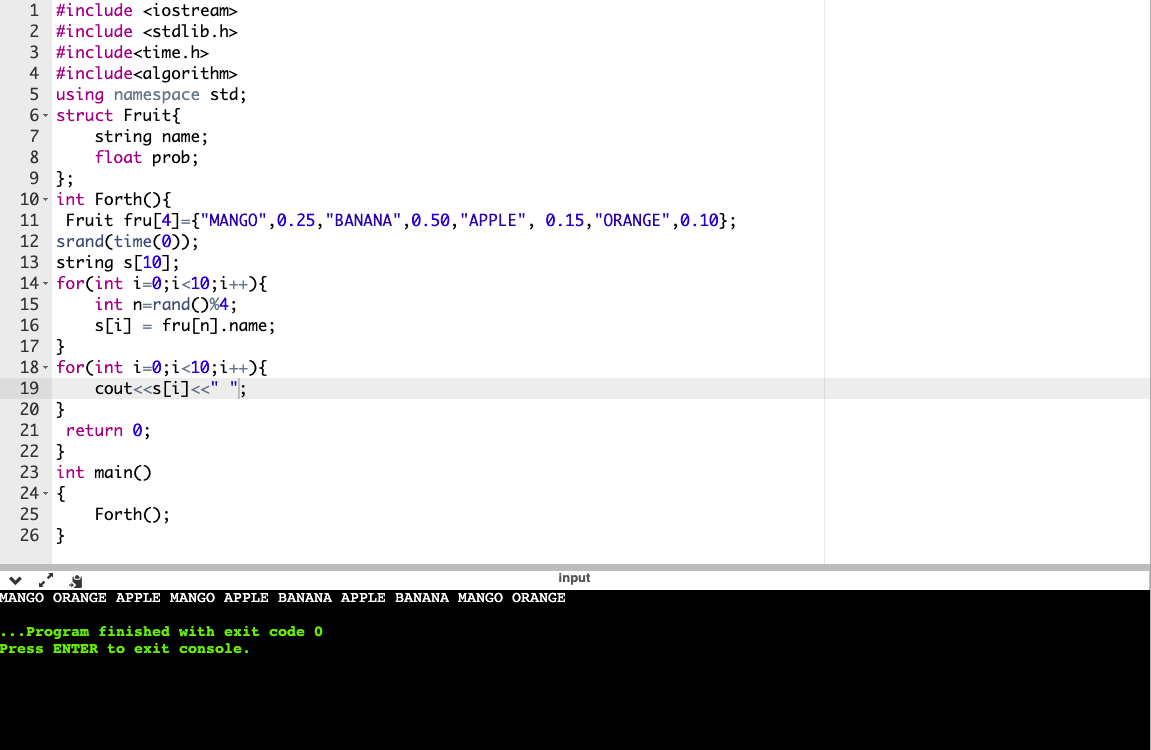 1 #include <iostream>
2 #include <stdlib.h>
3 #include<time.h>
4 #include<algorithm>
5 using namespace std;
6 struct Fruit{
7     string name;
8     float prob;
9 };
10 int Forth(){
11  Fruit fru[4]={"MANGO",0.25,"BANANA",0.50,"APPLE", 0.15,"ORANGE",0.10};
12 srand(time(0));
13 string s[10];
14 for(int i=0;i<10;i++){
15     int n=rand()%4;
16     s[i] = fru[n].name;
17 }
18 for(int i=0;i<10;i++){
19     cout<<s[i]<<" ";
20 }
21  return 0;
22 }
23 int main()
24 {
25     Forth();
26 }
input
MANGO ORANGE APPLE MANGO APPLE BANANA APPLE BANANA MANGO ORANGE
...Program finished with exit code 0
Press ENTER to exit console.